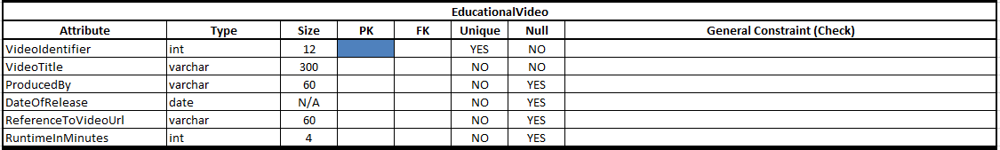 EducationalVideo
Attribute Type Size PK FK Unique Null General Constraint (Check)
VideoIdentifier int 12 YES NO
VideoTitle varchar 300 NO NO
ProducedBy varchar 60 NO YES
DateOfRelease date N/A NO YES
ReferenceToVideoUrl varchar 60 NO YES
RuntimeInMinutes int 4 NO YES